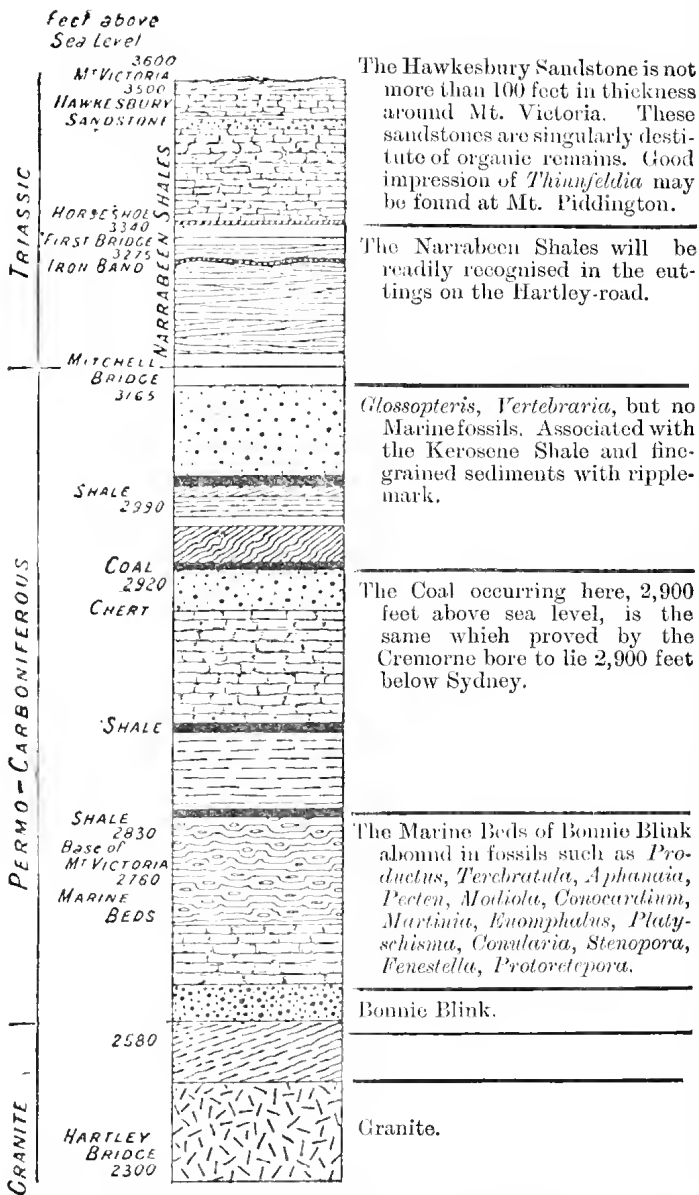 Feet above
Sea Level
3600
Mt VICTORIA
3500
HAWKESBURY
SANDSTONE
HORSESHOE
3340
FIRST BRIDGE
3275
IRON BAND
MITCHELL
BRIDGE
3165
SHALE
2990
COAL
2920
CHERT
SHALE
SHALE
2830
Base of
Mt VICTORIA
2760
MARINE
BEDS
2580
HARTLEY
BRIDGE
2300
TRIASSIC
PERMO-CARBONIFEROUS
GRANITE
NARRABEEN SHALES
The Hawkesbury Sandstone is not
more than 100 feet in thickness
around Mt. Victoria. These
sandstones are singularly desti-
tute of organic remains. Good
impression of Thinnfeldia may
be found at Mt. Piddington.
The Narrabeen Shales will be
readily recognised in the cut-
tings on the Hartley-road.
Glossopteris, Vertebraria, but no
Marine fossils. Associated with
the Kerosene Shale and fine-
grained sediments with ripple-
mark.
The Coal occurring here, 2,900
feet above sea level, is the
same which proved by the
Cremorne bore to lie 2,900 feet
below Sydney.
The Marine Beds of Bonnie Blink
abound in fossils such as Pro-
ductus, Terebratula, Aphanaia,
Pecten, Modiola, Conocardium,
Martinia, Euomphalus, Platy-
schisma, Conularia, Stenopora,
Fenestella, Protoretepora.
Bonnie Blink.
Granite.